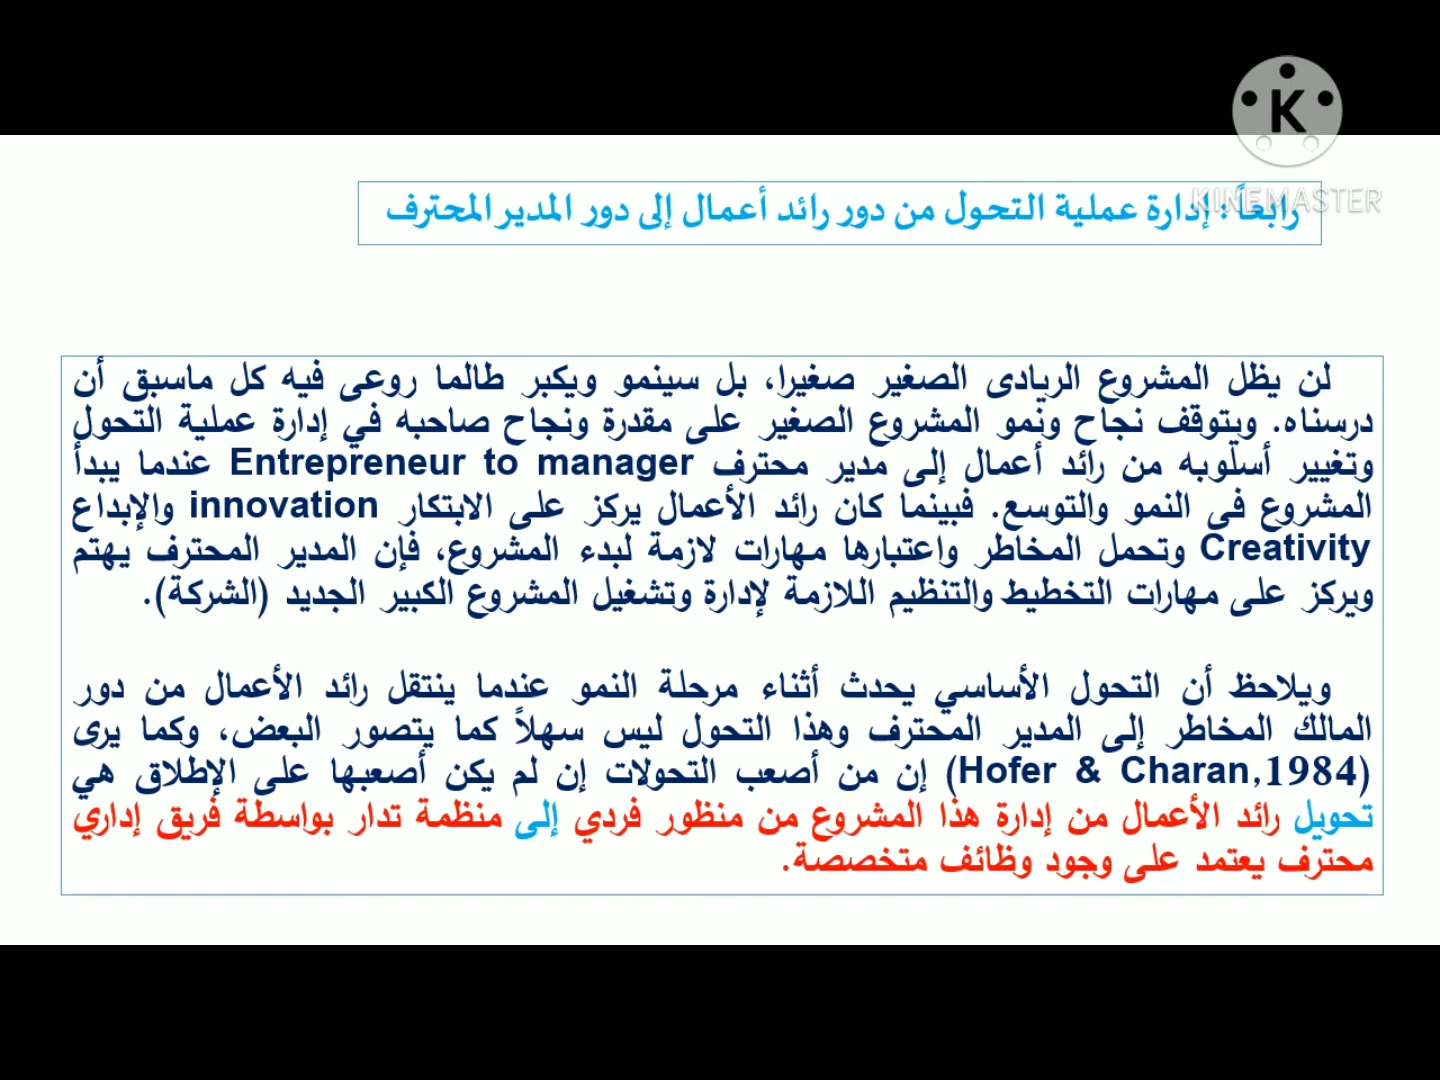 K
KINEMASTER
رابعاً : إدارة عملية التحول من دور رائد أعمال إلى دور المدير المحترف
لن يظل المشروع الريادى الصغير صغيرا، بل سينمو ويكبر طالما روعى فيه كل ماسبق أن
درسناه. ويتوقف نجاح ونمو المشروع الصغير على مقدرة ونجاح صاحبه في إدارة عملية التحول
وتغيير أسلوبه من رائد أعمال إلى مدير محترف Entrepreneur to manager عندما يبدأ
المشروع فى النمو والتوسع. فبينما كان رائد الأعمال يركز على الابتكار innovation والإبداع
Creativity وتحمل المخاطر واعتبارها مهارات لازمة لبدء المشروع، فإن المدير المحترف يهتم
ويركز على مهارات التخطيط والتنظيم اللازمة لإدارة وتشغيل المشروع الكبير الجديد (الشركة).
ويلاحظ أن التحول الأساسي يحدث أثناء مرحلة النمو عندما ينتقل رائد الأعمال من دور
المالك المخاطر إلى المدير المحترف وهذا التحول ليس سهلاً كما يتصور البعض، وكما يرى
(Hofer & Charan,1984) إن من أصعب التحولات إن لم يكن أصعبها على الإطلاق هي
تحويل رائد الأعمال من إدارة هذا المشروع من منظور فردي إلى منظمة تدار بواسطة فريق إداري
محترف يعتمد على وجود وظائف متخصصة.